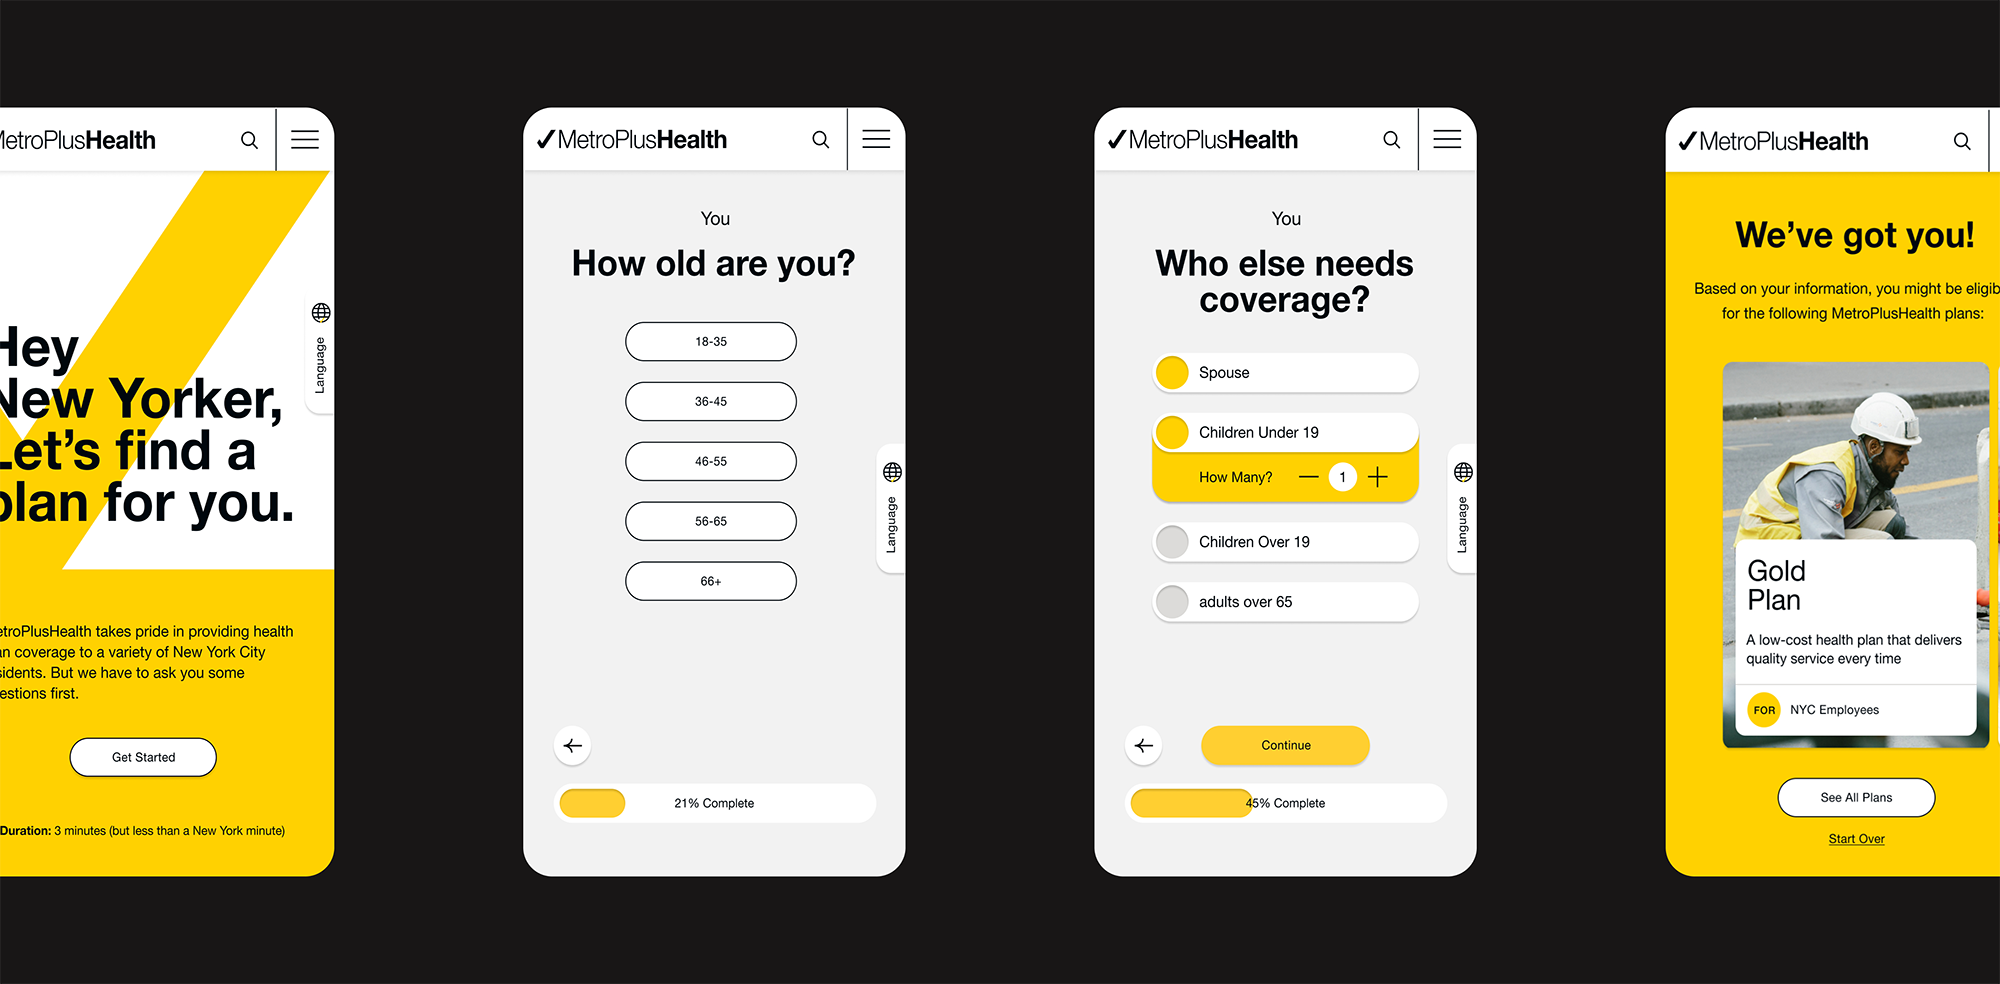 MetroPlusHealth
Hey
New Yorker,
Let's find a
plan for you.
Language
MetroPlusHealth takes pride in providing health
coverage to a variety of New York City
But we have to ask you some
first.
Get Started
Duration: 3 minutes (but less than a New York minute)
MetroPlusHealth
You
How old are you?
18-35
36-45
46-55
56-65
66+
Language
21% Complete
MetroPlusHealth
You
Who else needs
coverage?
Spouse
Children Under 19
How Many? 1
Children Over 19
adults over 65
Language
Continue
45% Complete
MetroPlusHealth
We've got you!
Based on your information, you might be eligib
for the following MetroPlusHealth plans:
Gold
Plan
A low-cost health plan that delivers
quality service every time
FOR NYC Employees
See All Plans
Start Over